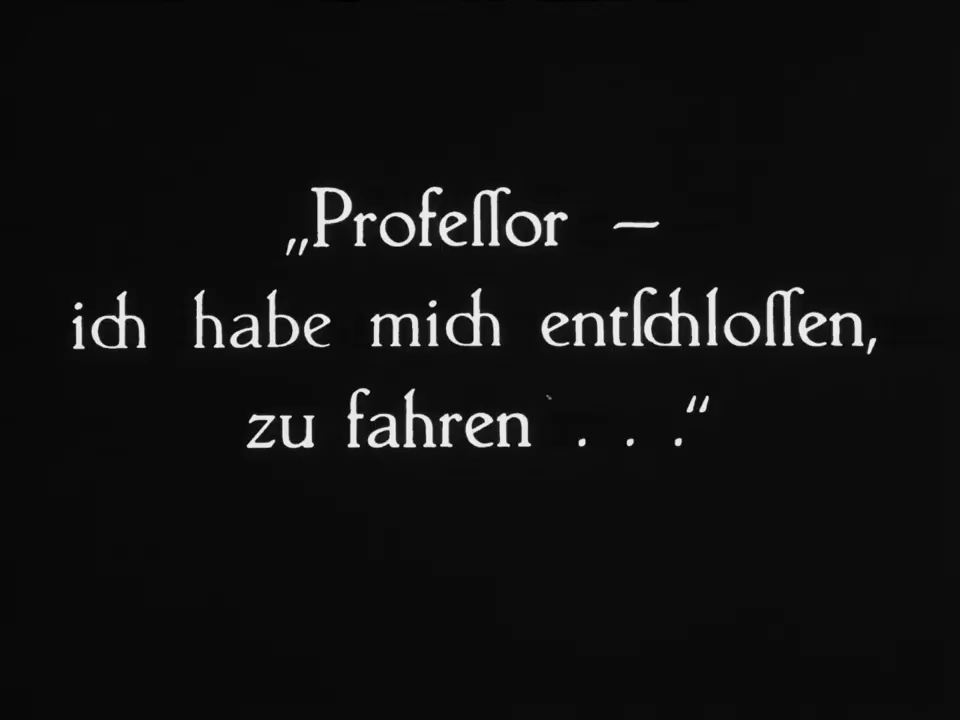 „Profeſſor —
ich habe mich entſchloſſen,
zu fahren . . .“